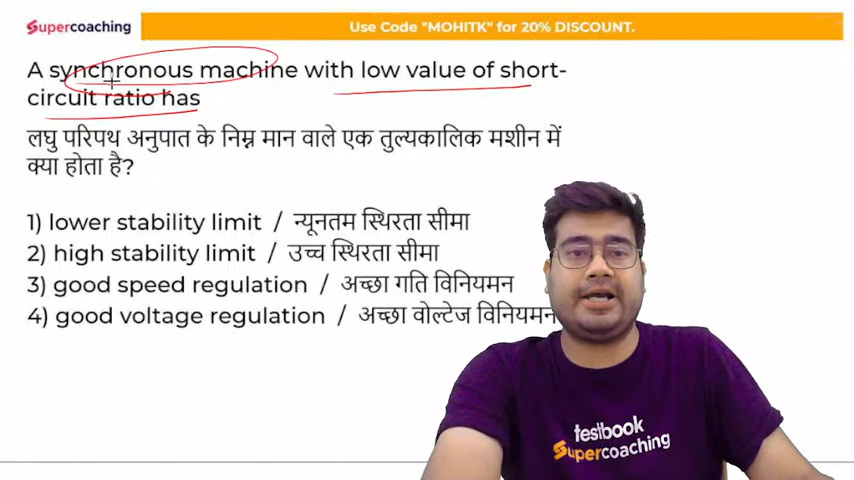 Supercoaching
Use Code "MOHITK" for 20% DISCOUNT.
A synchronous machine with low value of short-
circuit ratio has
लघु परिपथ अनुपात के निम्न मान वाले एक तुल्यकालिक मशीन में
क्या होता है?
1) lower stability limit / न्यूनतम स्थिरता सीमा
2) high stability limit / उच्च स्थिरता सीमा
3) good speed regulation / अच्छा गति विनियमन
4) good voltage regulation / अच्छा वोल्टेज विनियमन
testbook
Supercoaching